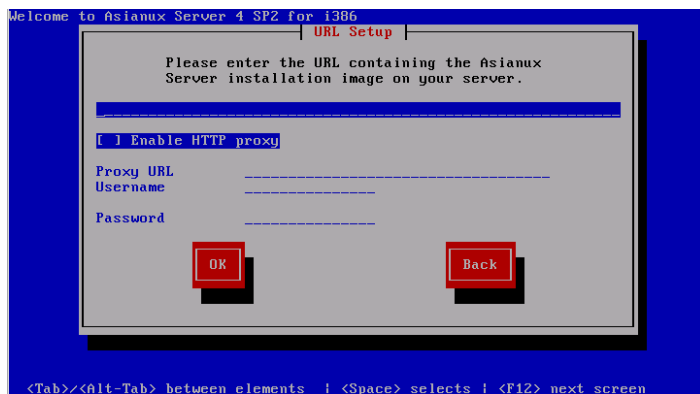 Welcome to Asianux Server 4 SP2 for i386
URL Setup
Please enter the URL containing the Asianux
Server installation image on your server.
[ ] Enable HTTP proxy
Proxy URL
Username
Password
OK
Back
<Tab>/<Alt-Tab> between elements | <Space> selects | <F12> next screen